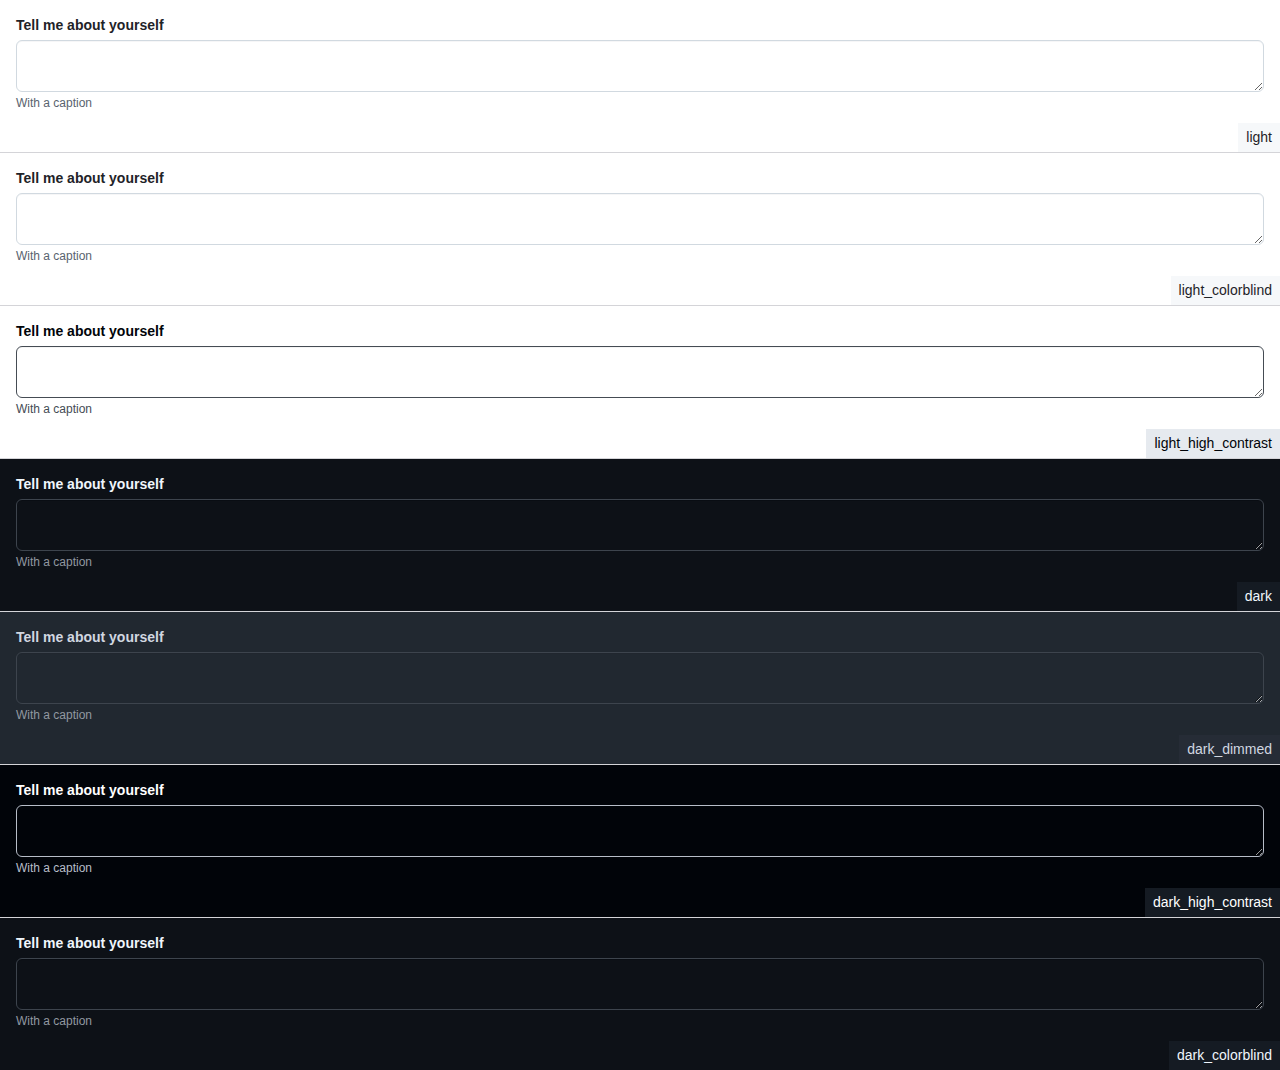 Tell me about yourself
With a caption
light
Tell me about yourself
With a caption
light_colorblind
Tell me about yourself
With a caption
light_high_contrast
Tell me about yourself
With a caption
dark
Tell me about yourself
With a caption
dark_dimmed
Tell me about yourself
With a caption
dark_high_contrast
Tell me about yourself
With a caption
dark_colorblind